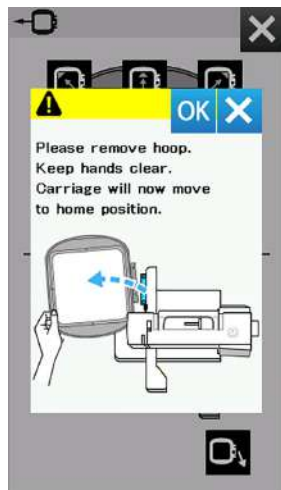 OK
Please remove hoop.
Keep hands clear.
Carriage will now move
to home position.